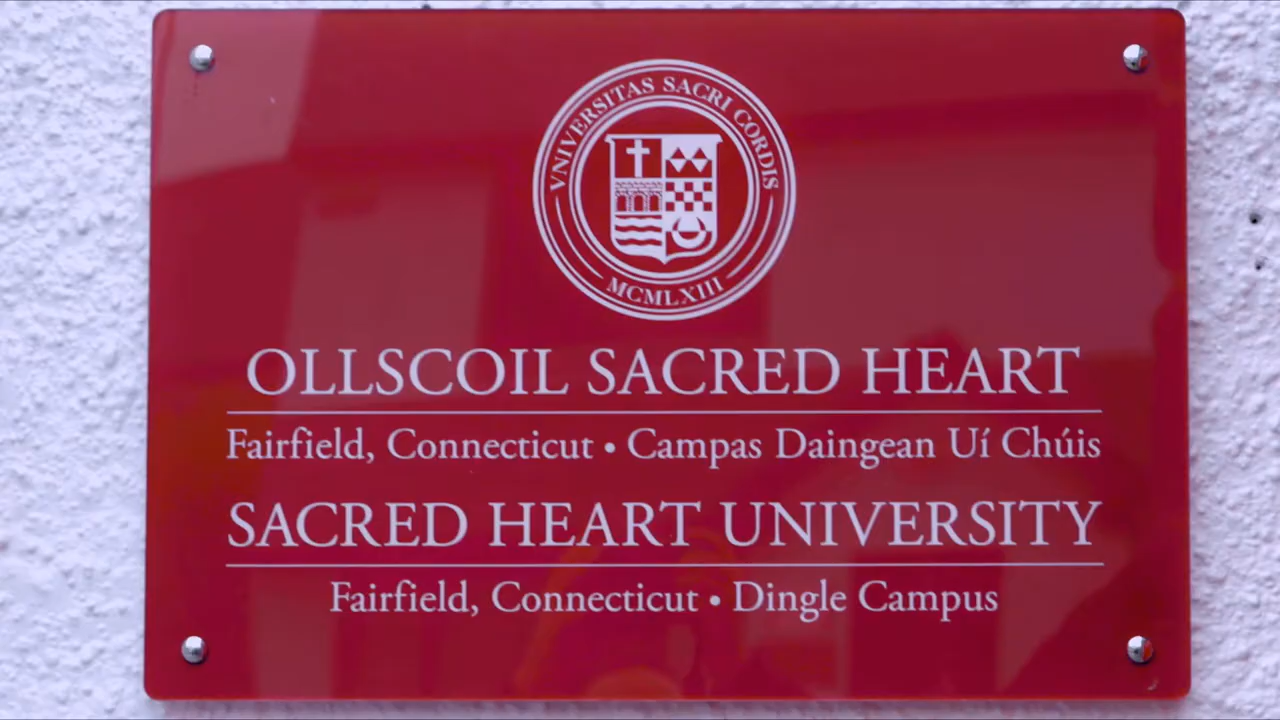 VNIVERSITAS SACRI CORDIS
MCMLXIII
OLLSCOIL SACRED HEART
Fairfield, Connecticut • Campas Daingean Uí Chúis
SACRED HEART UNIVERSITY
Fairfield, Connecticut • Dingle Campus